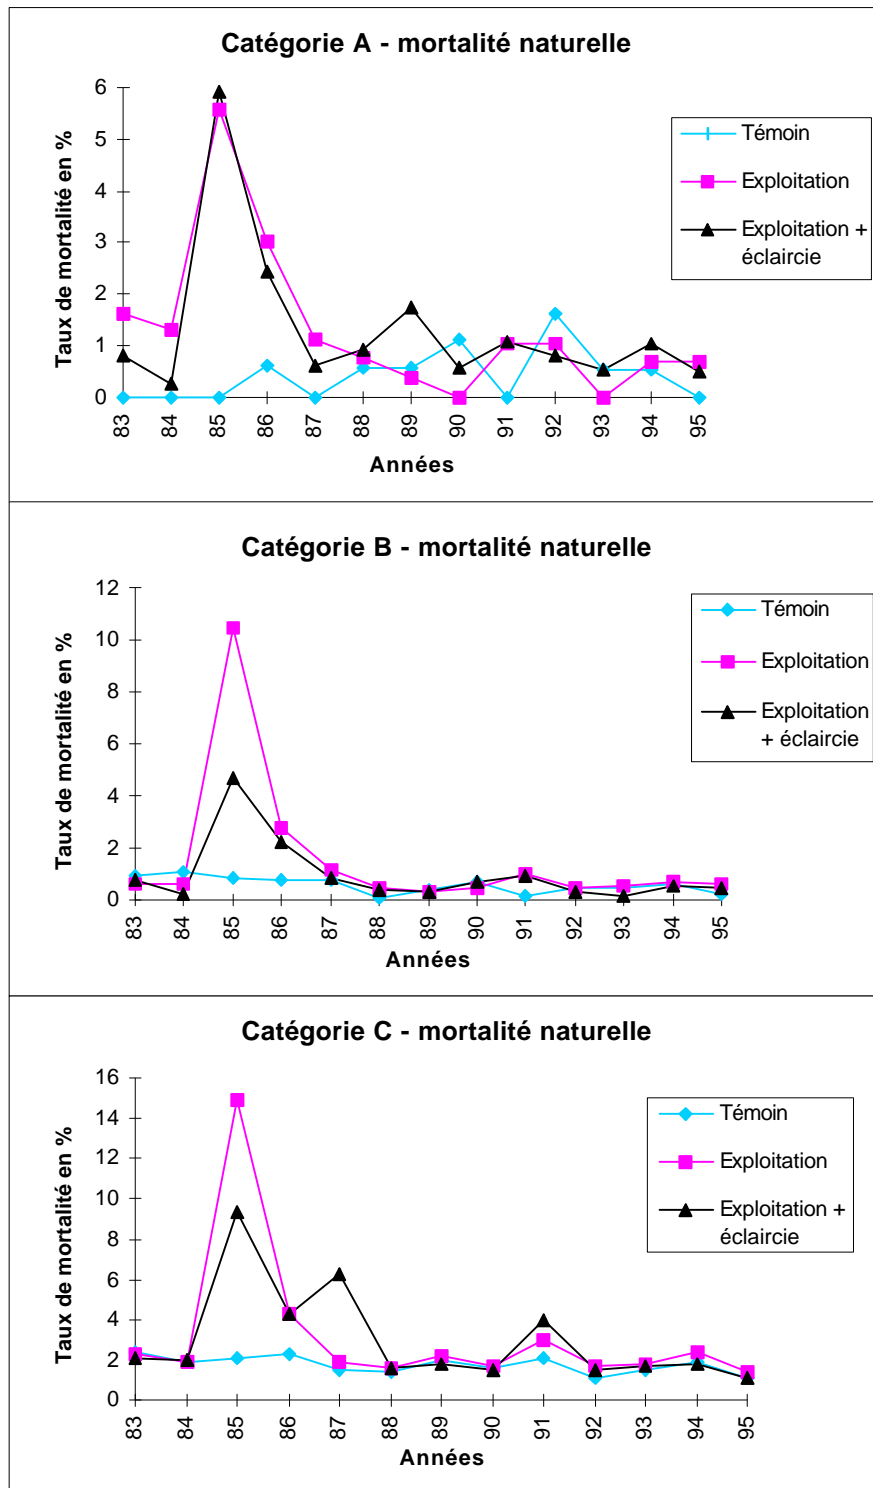 Catégorie A - mortalité naturelle
Taux de mortalité en %
6
5
4
3
2
1
0
83
84
85
86
87
88
89
90
91
92
93
94
95
Années
Témoin
Exploitation
Exploitation +
éclaircie
Catégorie B - mortalité naturelle
Taux de mortalité en %
12
10
8
6
4
2
0
83
84
85
86
87
88
89
90
91
92
93
94
95
Années
Témoin
Exploitation
Exploitation
+ éclaircie
Catégorie C - mortalité naturelle
Taux de mortalité en %
16
14
12
10
8
6
4
2
0
83
84
85
86
87
88
89
90
91
92
93
94
95
Années
Témoin
Exploitation
Exploitation +
éclaircie